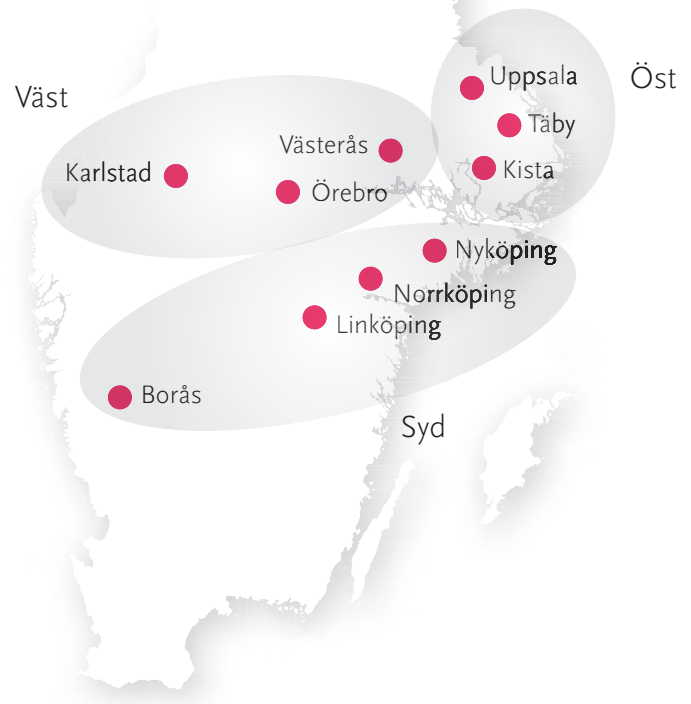 Uppsala
Öst
Väst
Täby
Västerås
Kista
Karlstad
Örebro
Nyköping
Norrköping
Linköping
Borås
Syd